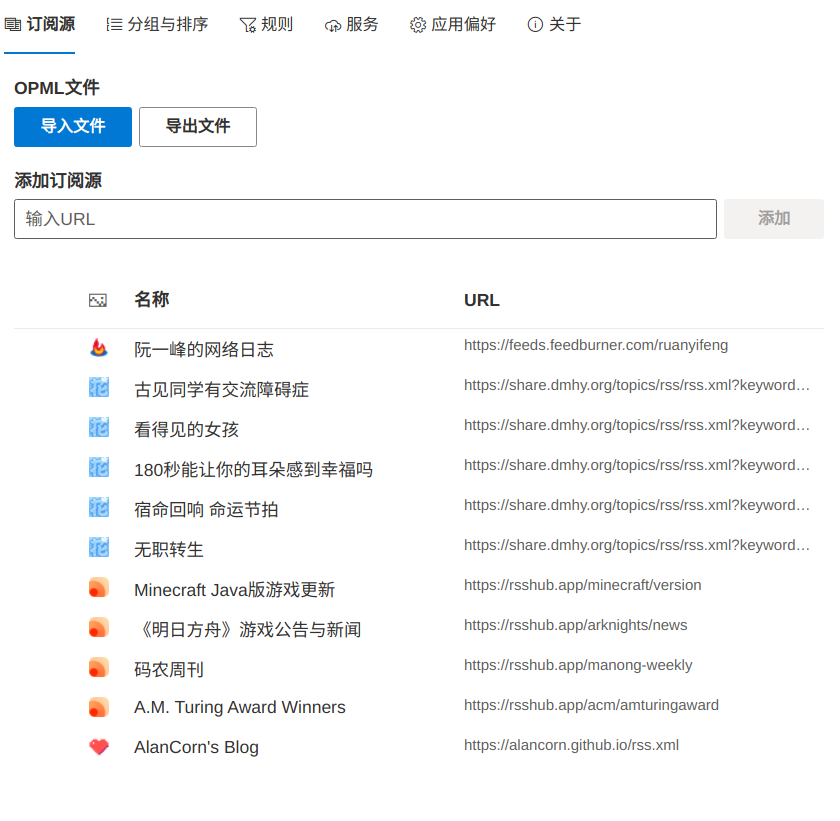 订阅源 分组与排序 规则 服务 应用偏好 关于
OPML文件
导入文件 导出文件
添加订阅源
输入URL 添加
名称 URL
阮一峰的网络日志 https://feeds.feedburner.com/ruanyifeng
古见同学有交流障碍症 https://share.dmhy.org/topics/rss/rss.xml?keyword…
看得见的女孩 https://share.dmhy.org/topics/rss/rss.xml?keyword…
180秒能让你的耳朵感到幸福吗 https://share.dmhy.org/topics/rss/rss.xml?keyword…
宿命回响 命运节拍 https://share.dmhy.org/topics/rss/rss.xml?keyword…
无职转生 https://share.dmhy.org/topics/rss/rss.xml?keyword…
Minecraft Java版游戏更新 https://rsshub.app/minecraft/version
《明日方舟》游戏公告与新闻 https://rsshub.app/arknights/news
码农周刊 https://rsshub.app/manong-weekly
A.M. Turing Award Winners https://rsshub.app/acm/amturingaward
AlanCorn's Blog https://alancorn.github.io/rss.xml